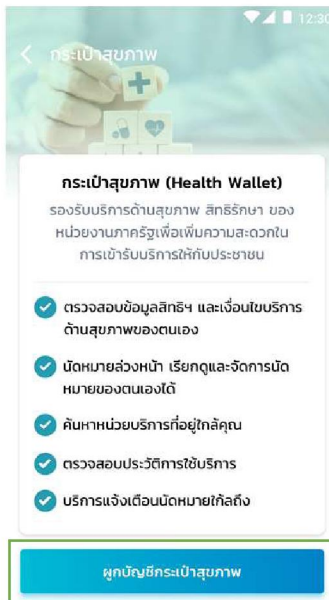 12:30
กระเป๋าสุขภาพ
กระเป๋าสุขภาพ (Health Wallet)
รองรับบริการด้านสุขภาพ สิทธิรักษา ของ
หน่วยงานภาครัฐเพื่อเพิ่มความสะดวกใน
การเข้ารับบริการให้กับประชาชน
ตรวจสอบข้อมูลสิทธิฯ และเงื่อนไขบริการ
ด้านสุขภาพของตนเอง
นัดหมายล่วงหน้า เรียกดูและจัดการนัด
หมายของตนเองได้
ค้นหาหน่วยบริการที่อยู่ใกล้คุณ
ตรวจสอบประวัติการใช้บริการ
บริการแจ้งเตือนนัดหมายใกล้ถึง
ผูกบัญชีกระเป๋าสุขภาพ